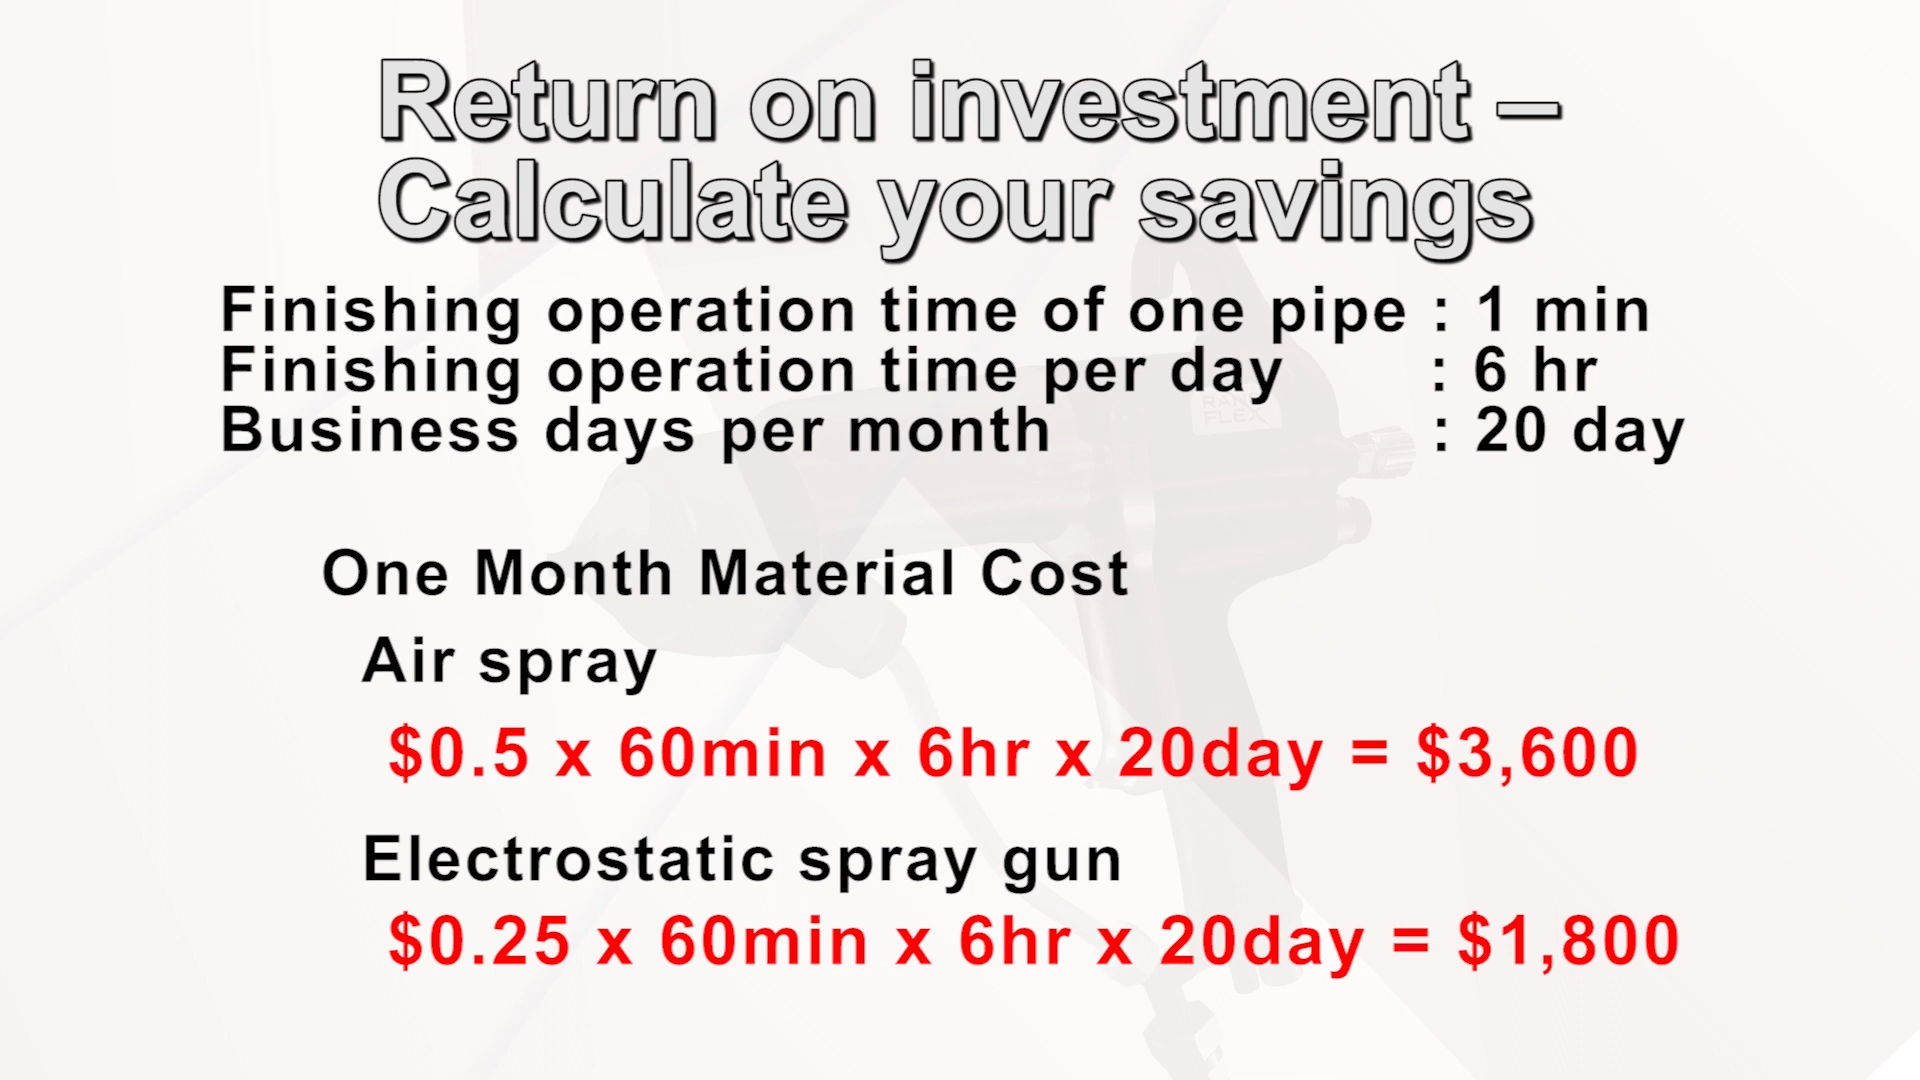 Return on investment –
Calculate your savings
Finishing operation time of one pipe : 1 min
Finishing operation time per day : 6 hr
Business days per month : 20 day
One Month Material Cost
Air spray
$0.5 x 60min x 6hr x 20day = $3,600
Electrostatic spray gun
$0.25 x 60min x 6hr x 20day = $1,800